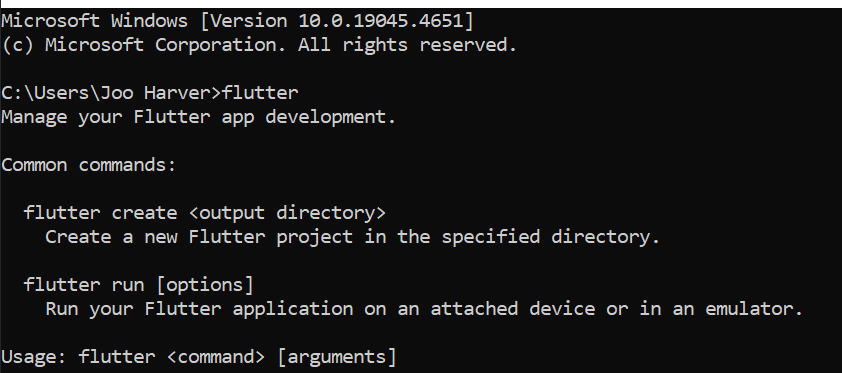 Microsoft Windows [Version 10.0.19045.4651]
(c) Microsoft Corporation. All rights reserved.
C:\Users\Joo Harver>flutter
Manage your Flutter app development.
Common commands:
flutter create <output directory>
Create a new Flutter project in the specified directory.
flutter run [options]
Run your Flutter application on an attached device or in an emulator.
Usage: flutter <command> [arguments]